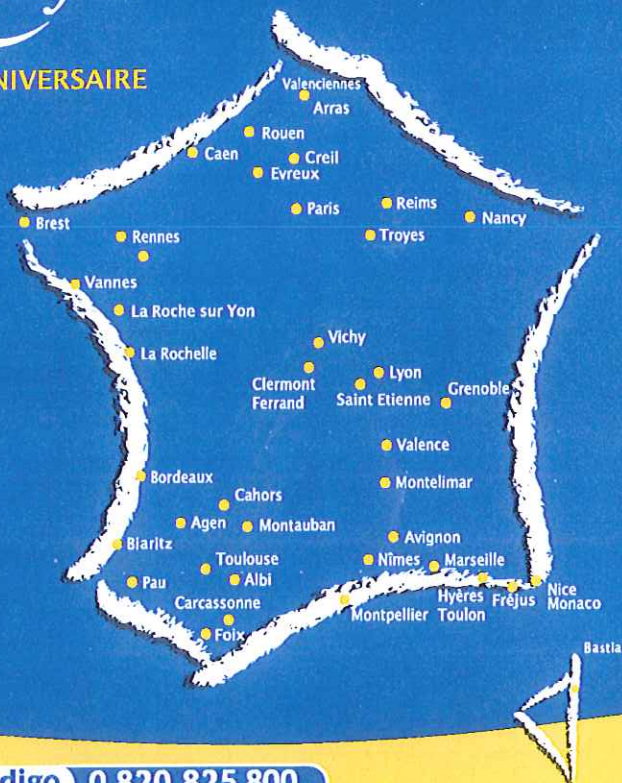 NIVERSAIRE
Valenciennes
Arras
Rouen
Caen
Creil
Evreux
Paris
Reims
Nancy
Brest
Rennes
Troyes
Vannes
La Roche sur Yon
La Rochelle
Vichy
Clermont
Ferrand
Lyon
Saint Etienne
Grenoble
Valence
Bordeaux
Montelimar
Cahors
Agen
Montauban
Avignon
Biaritz
Toulouse
Nîmes
Marseille
Pau
Albi
Carcassonne
Hyères
Toulon
Fréjus
Nice
Monaco
Montpellier
Foix
Bastia
digo 0 820 825 800